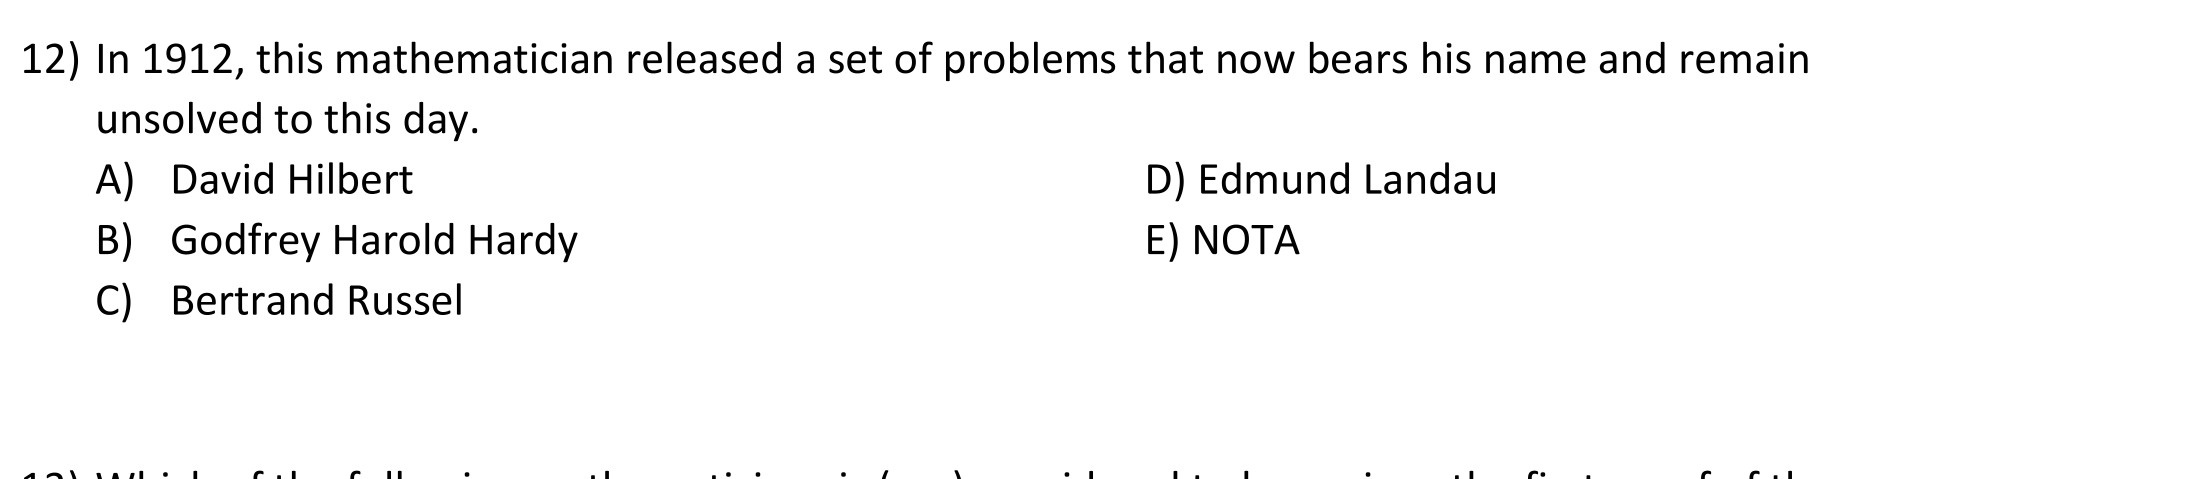 12) In 1912, this mathematician released a set of problems that now bears his name and remain
unsolved to this day.
A) David Hilbert
B) Godfrey Harold Hardy
C) Bertrand Russel
D) Edmund Landau
E) NOTA